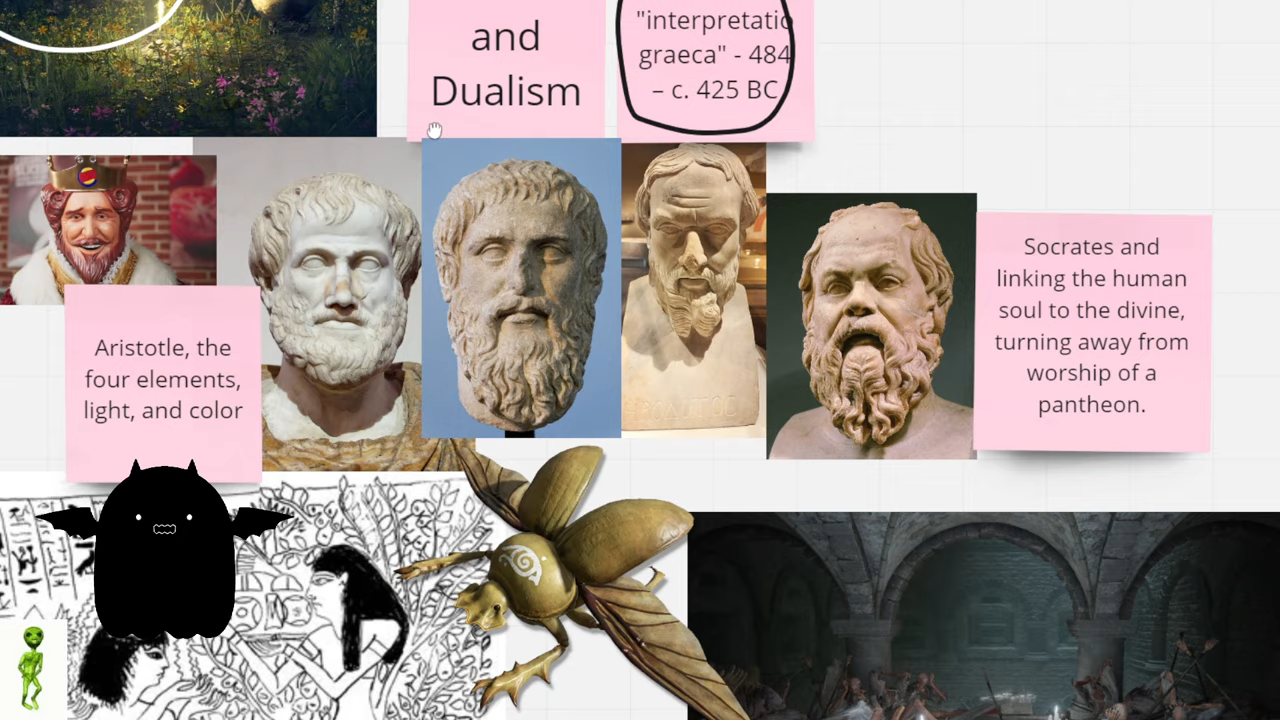 and
Dualism
"interpretatio
graeca" - 484
– c. 425 BC
Aristotle, the
four elements,
light, and color
Socrates and
linking the human
soul to the divine,
turning away from
worship of a
pantheon.